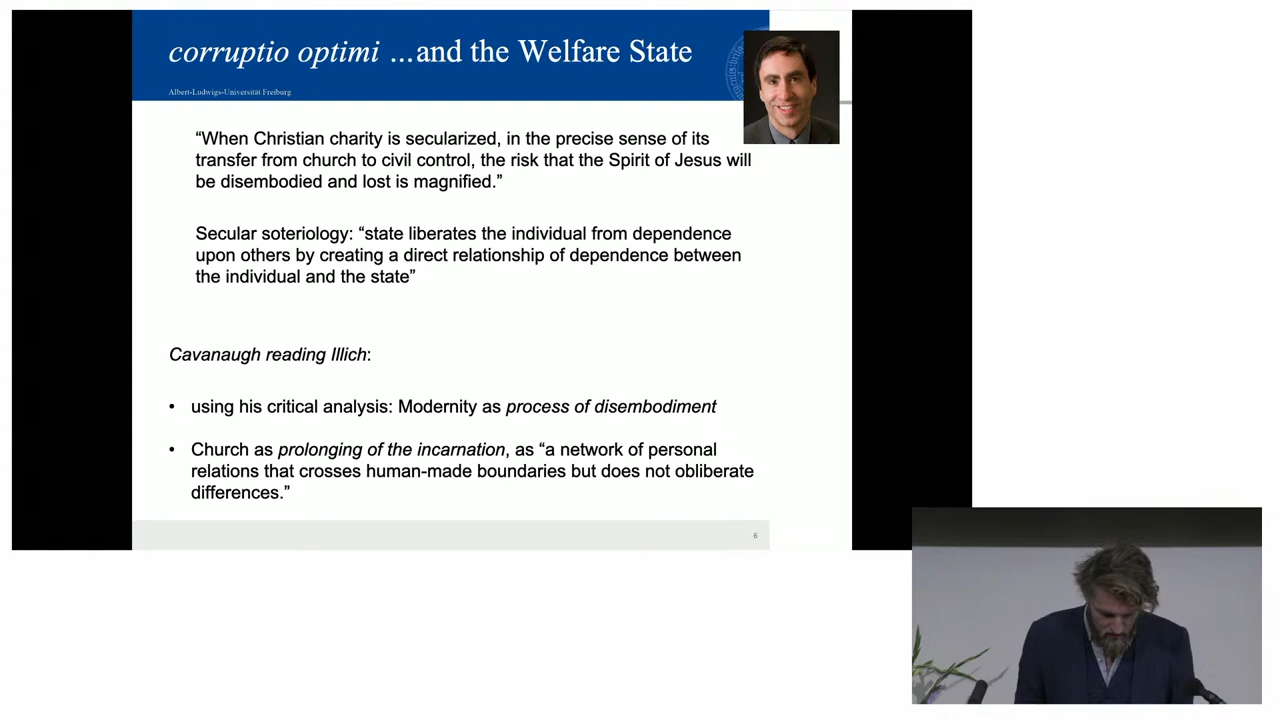 corruptio optimi ...and the Welfare State
Albert-Ludwigs-Universität Freiburg
“When Christian charity is secularized, in the precise sense of its
transfer from church to civil control, the risk that the Spirit of Jesus will
be disembodied and lost is magnified.”
Secular soteriology: “state liberates the individual from dependence
upon others by creating a direct relationship of dependence between
the individual and the state”
Cavanaugh reading Illich:
• using his critical analysis: Modernity as process of disembodiment
• Church as prolonging of the incarnation, as “a network of personal
relations that crosses human-made boundaries but does not obliberate
differences.”
6